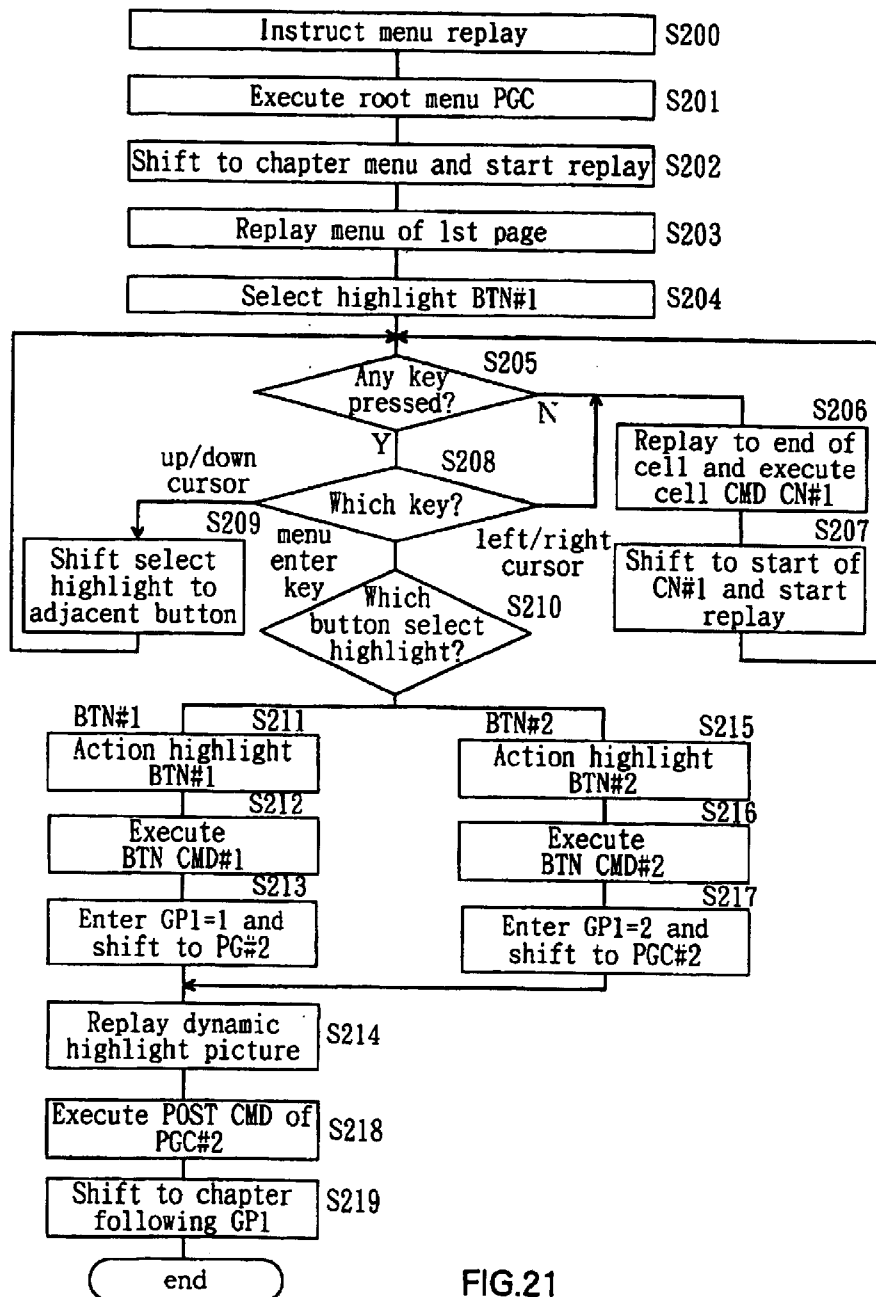 Instruct menu replay S200
Execute root menu PGC S201
Shift to chapter menu and start replay S202
Replay menu of 1st page S203
Select highlight BTN#1 S204
S205
Any key
pressed?
N
Y
S206
Replay to end of
cell and execute
cell CMD CN#1
S207
Shift to start of
CN#1 and start
replay
S208
Which key?
up/down
cursor
S209
Shift select
highlight to
adjacent button
menu
enter
key
left/right
cursor
S210
Which
button select
highlight?
BTN#1 S211
Action highlight
BTN#1
S212
Execute
BTN CMD#1
S213
Enter GP1=1 and
shift to PG#2
BTN#2 S215
Action highlight
BTN#2
S216
Execute
BTN CMD#2
S217
Enter GP1=2 and
shift to PGC#2
Replay dynamic
highlight picture
S214
Execute POST CMD of
PGC#2
S218
Shift to chapter
following GP1
S219
end
FIG.21